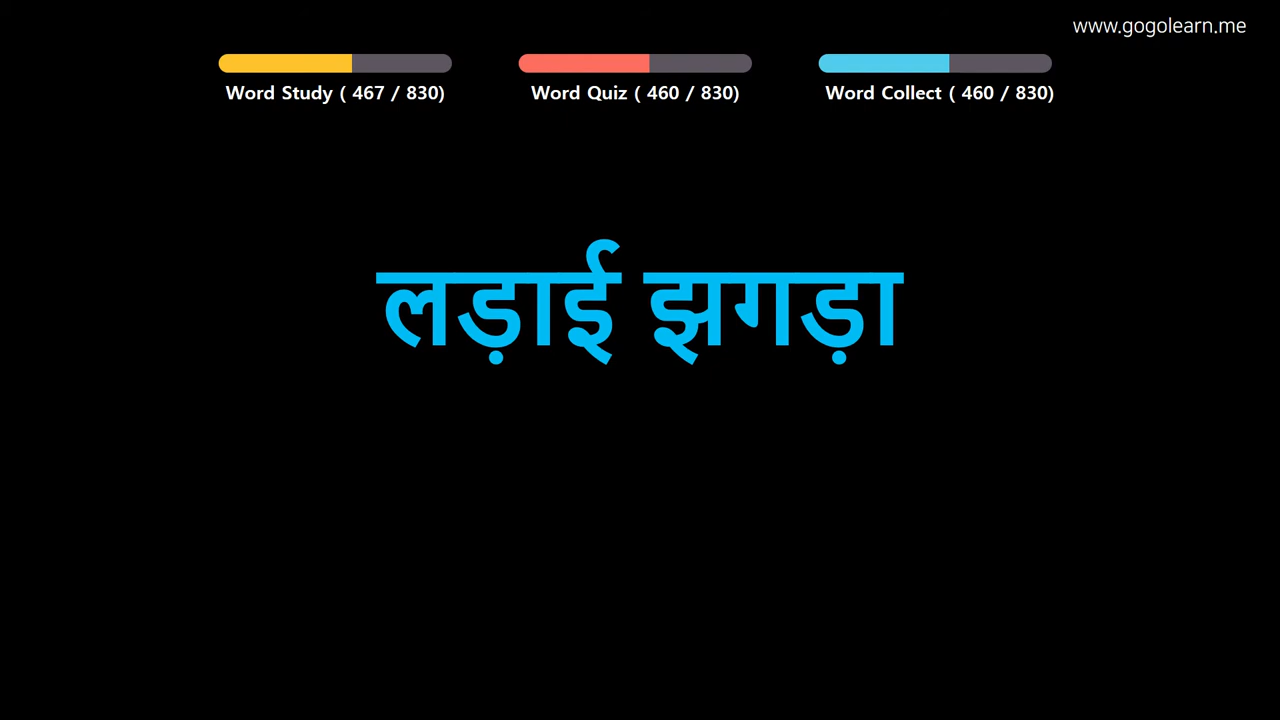 www.gogolearn.me
Word Study ( 467 / 830)
Word Quiz ( 460 / 830)
Word Collect ( 460 / 830)
लड़ाई झगड़ा